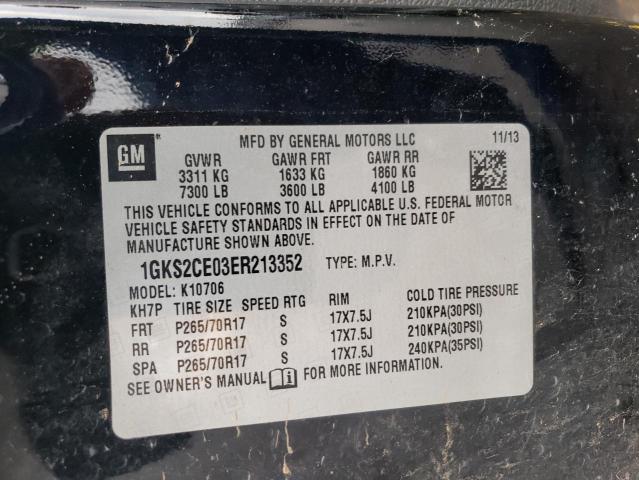 GM
MFD BY GENERAL MOTORS LLC 11/13
GVWR GAWR FRT GAWR RR
3311 KG 1633 KG 1860 KG
7300 LB 3600 LB 4100 LB
THIS VEHICLE CONFORMS TO ALL APPLICABLE U.S. FEDERAL MOTOR
VEHICLE SAFETY STANDARDS IN EFFECT ON THE DATE OF
MANUFACTURE SHOWN ABOVE.
1GKS2CE03ER213352 TYPE: M.P.V.
MODEL: K10706
KH7P TIRE SIZE SPEED RTG RIM COLD TIRE PRESSURE
FRT P265/70R17 S 17X7.5J 210KPA(30PSI)
RR P265/70R17 S 17X7.5J 210KPA(30PSI)
SPA P265/70R17 S 17X7.5J 240KPA(35PSI)
SEE OWNER'S MANUAL FOR MORE INFORMATION.